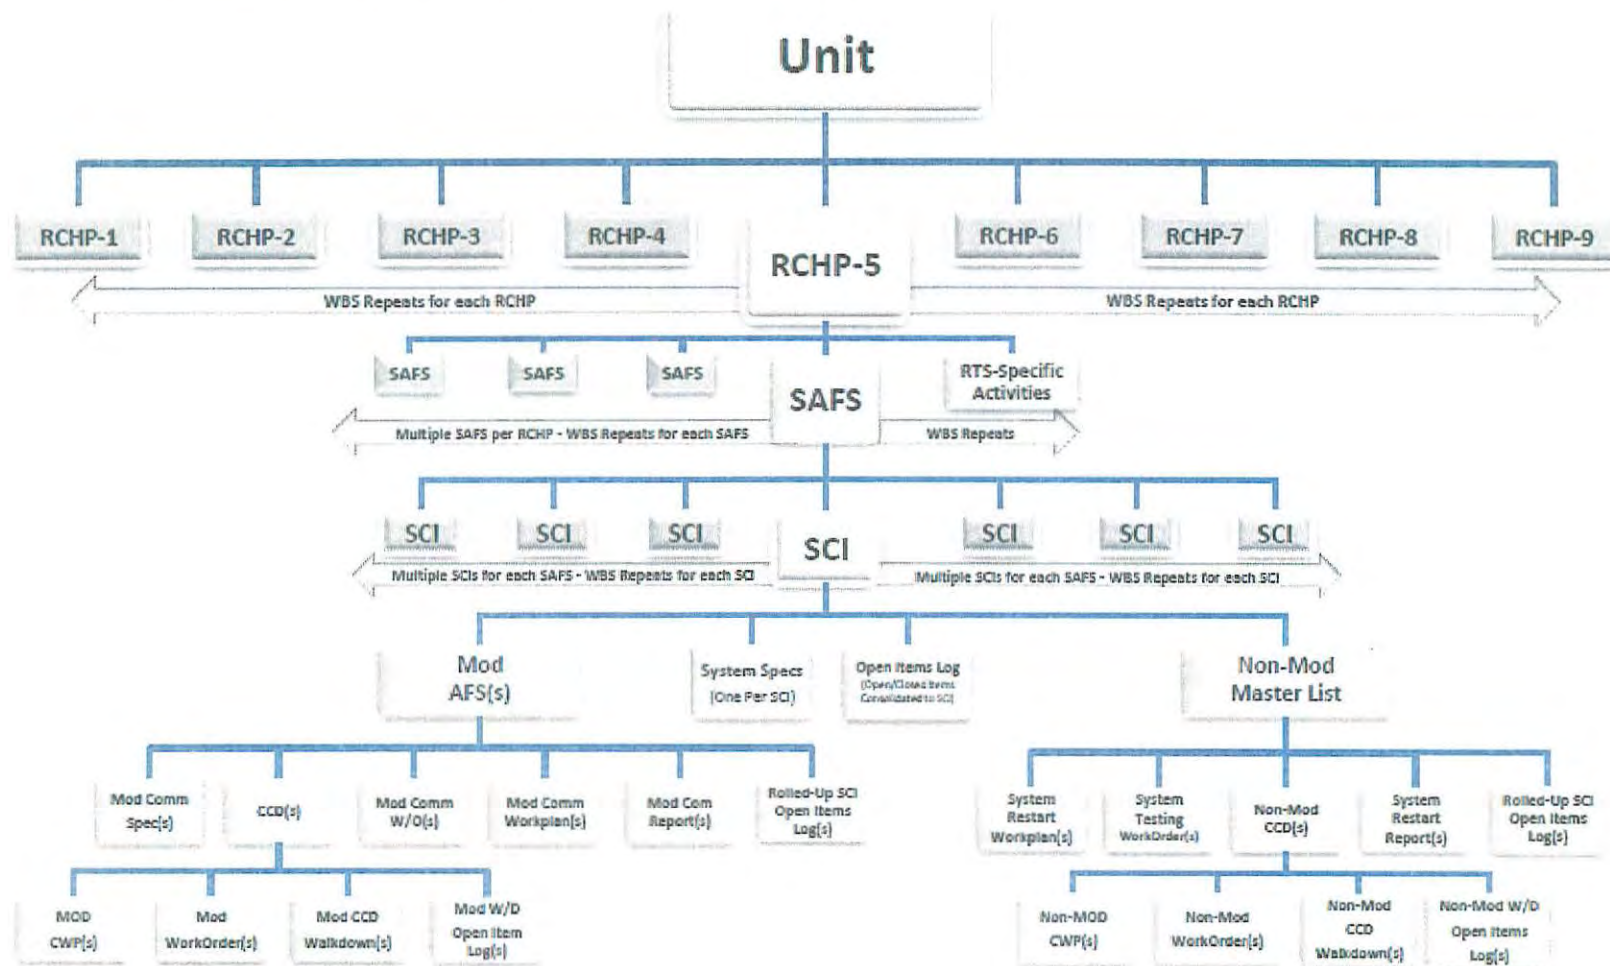 Unit
RCHP-1
RCHP-2
RCHP-3
RCHP-4
RCHP-5
RCHP-6
RCHP-7
RCHP-8
RCHP-9
WBS Repeats for each RCHP
WBS Repeats for each RCHP
SAFS
SAFS
SAFS
SAFS
RTS-Specific
Activities
Multiple SAFS per RCHP - WBS Repeats for each SAFS
WBS Repeats
SCI
SCI
SCI
SCI
SCI
SCI
SCI
Multiple SCIs for each SAFS - WBS Repeats for each SCI
Multiple SCIs for each SAFS - WBS Repeats for each SCI
Mod
AFS(s)
System Specs
(One Per SCI)
Open Items Log
(Open/Closed Items
Consolidated to SCI)
Non-Mod
Master List
Mod Comm
Spec(s)
CCD(s)
Mod Comm
W/O(s)
Mod Comm
Workplan(s)
Mod Com
Report(s)
Rolled-Up SCI
Open Items
Log(s)
System
Restart
Workplan(s)
System
Testing
WorkOrder(s)
Non-Mod
CCD(s)
System
Restart
Report(s)
Rolled-Up SCI
Open Items
Log(s)
MOD
CWP(s)
Mod
WorkOrder(s)
Mod CCD
Walkdown(s)
Mod W/D
Open Item
Log(s)
Non-MOD
CWP(s)
Non-Mod
WorkOrder(s)
Non-Mod
CCD
Walkdown(s)
Non-Mod W/D
Open Items
Log(s)